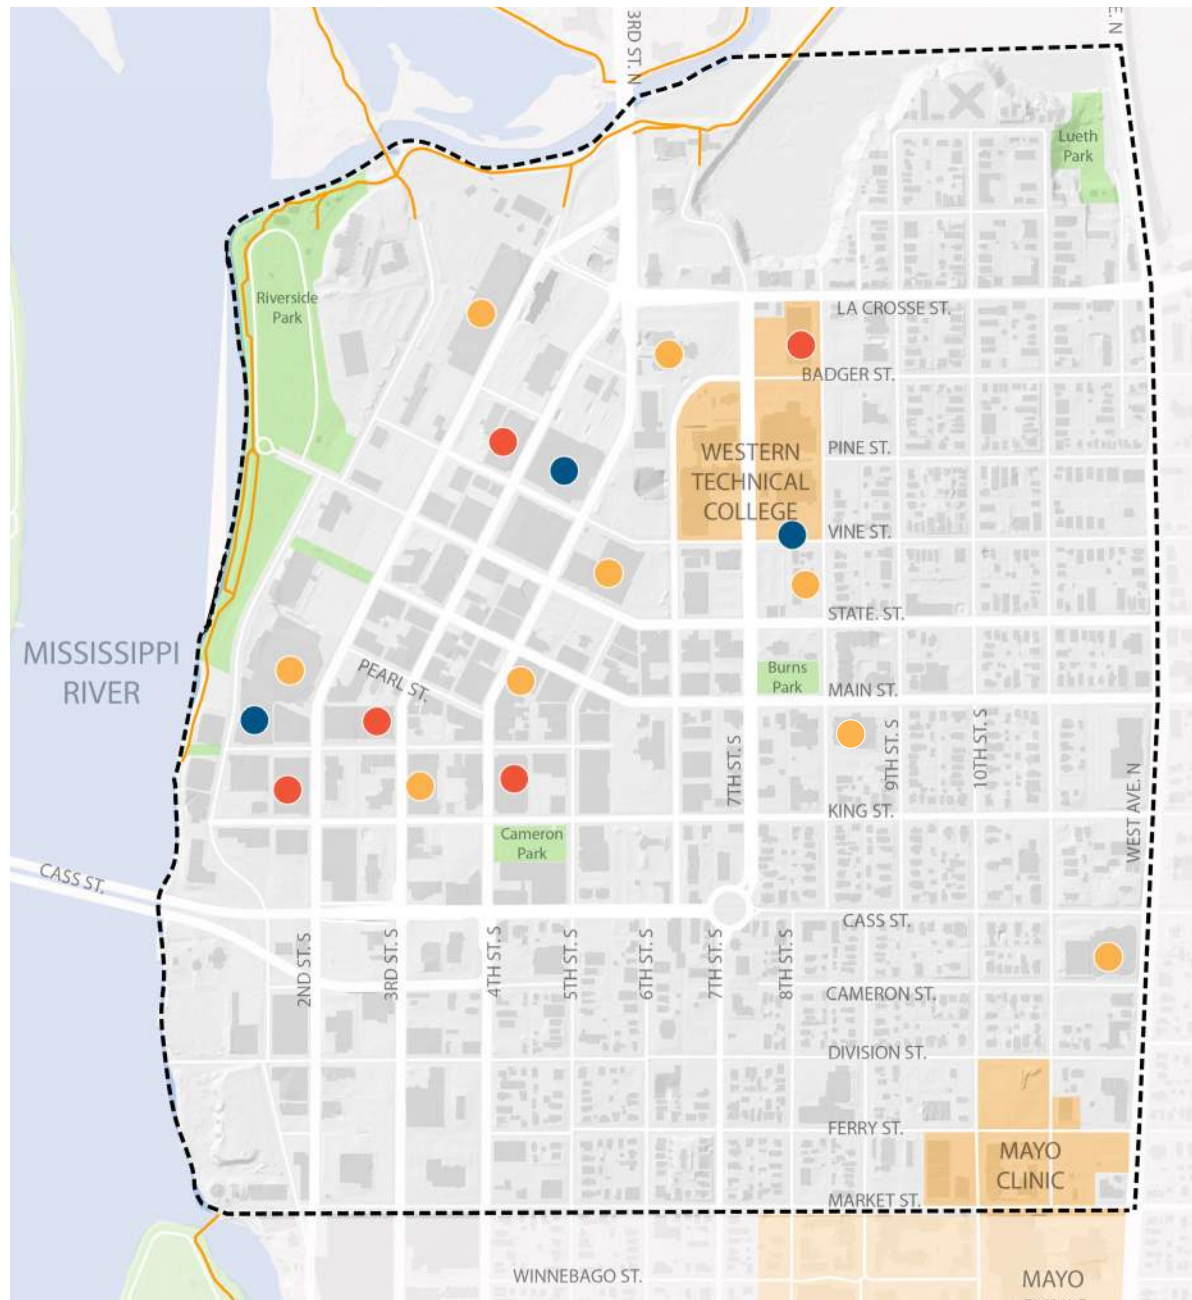 3RD ST. N
E. N
Lueth
Park
Riverside
Park
LA CROSSE ST.
BADGER ST.
PINE ST.
WESTERN
TECHNICAL
COLLEGE
VINE ST.
STATE. ST.
MISSISSIPPI
RIVER
PEARL ST.
Burns
Park
MAIN ST.
7TH ST. S
9TH ST. S
10TH ST. S
WEST AVE. N
KING ST.
Cameron
Park
CASS ST.
CASS ST.
2ND ST. S
3RD ST. S
4TH ST. S
5TH ST. S
6TH ST. S
7TH ST. S
8TH ST. S
CAMERON ST.
DIVISION ST.
FERRY ST.
MAYO
CLINIC
MARKET ST.
WINNEBAGO ST.
MAYO